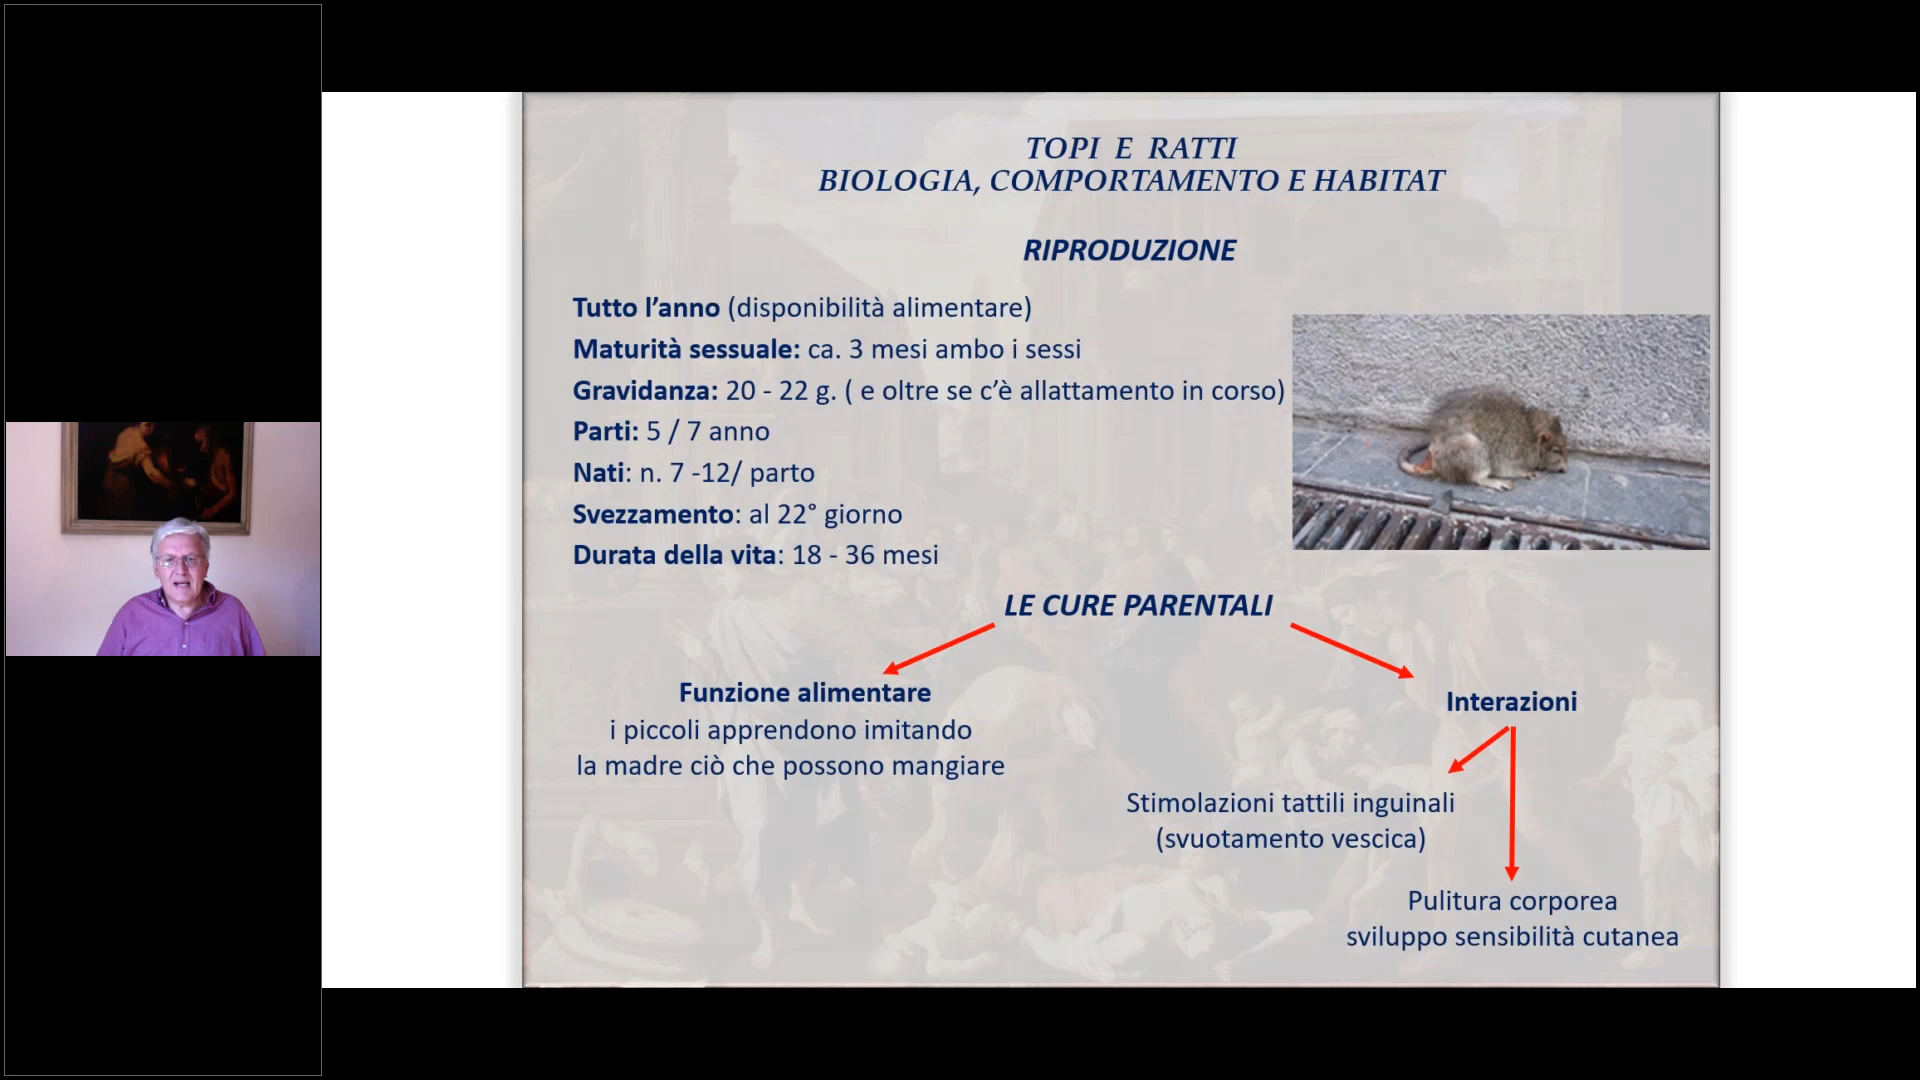 TOPI E RATTI
BIOLOGIA, COMPORTAMENTO E HABITAT
RIPRODUZIONE
Tutto l’anno (disponibilità alimentare)
Maturità sessuale: ca. 3 mesi ambo i sessi
Gravidanza: 20 - 22 g. ( e oltre se c’è allattamento in corso)
Parti: 5 / 7 anno
Nati: n. 7 -12/ parto
Svezzamento: al 22° giorno
Durata della vita: 18 - 36 mesi
LE CURE PARENTALI
Funzione alimentare
i piccoli apprendono imitando
la madre ciò che possono mangiare
Interazioni
Stimolazioni tattili inguinali
(svuotamento vescica)
Pulitura corporea
sviluppo sensibilità cutanea